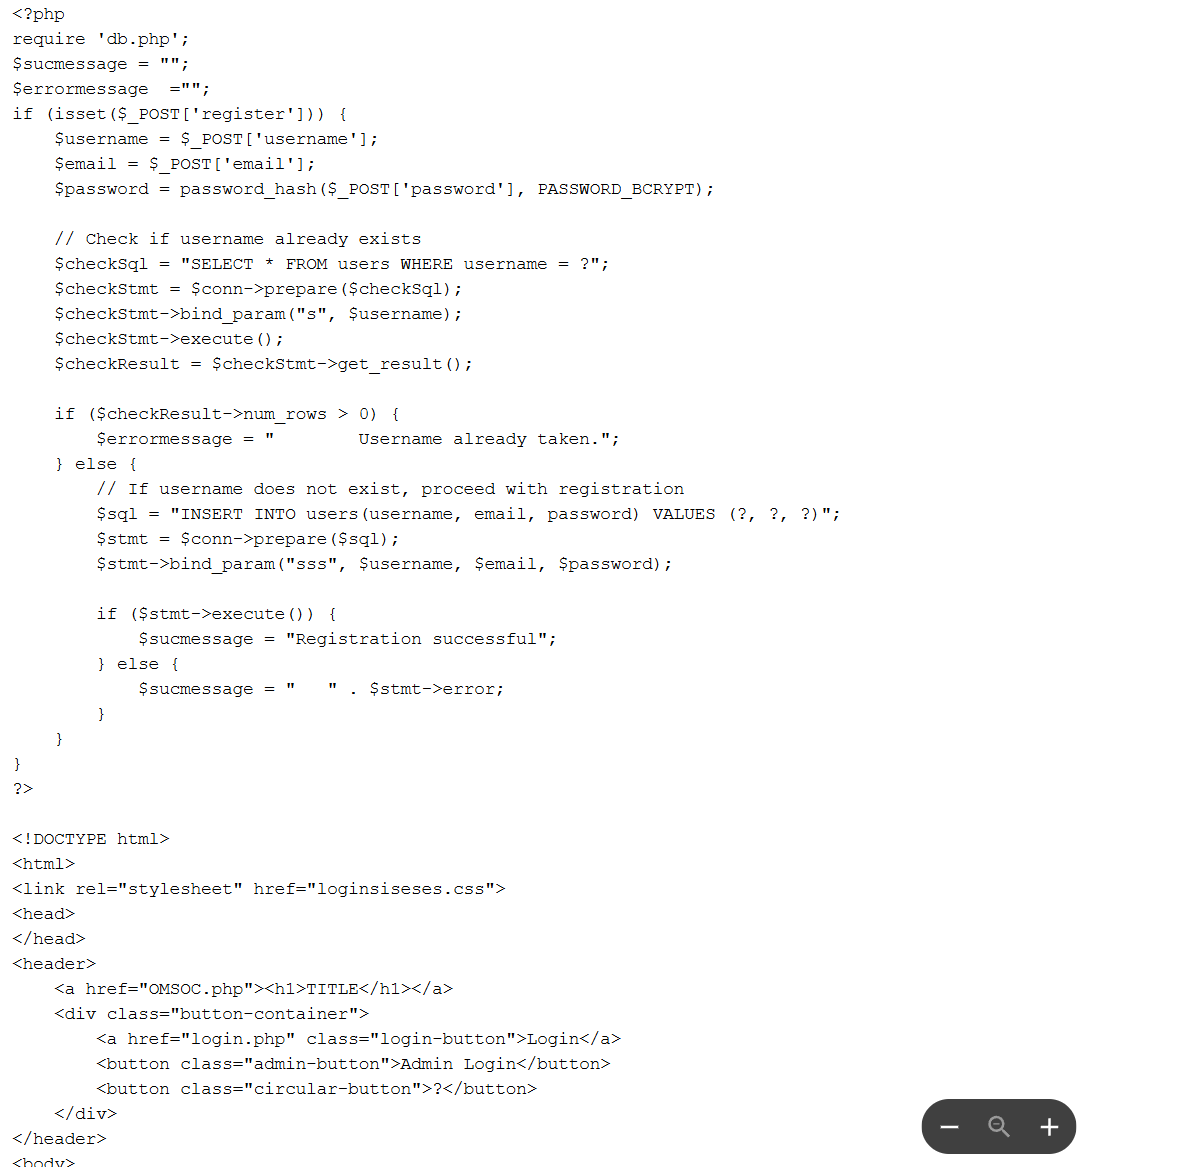 <?php
require 'db.php';
$sucmessage = "";
$errormessage  ="";
if (isset($_POST['register'])) {
    $username = $_POST['username'];
    $email = $_POST['email'];
    $password = password_hash($_POST['password'], PASSWORD_BCRYPT);

    // Check if username already exists
    $checkSql = "SELECT * FROM users WHERE username = ?";
    $checkStmt = $conn->prepare($checkSql);
    $checkStmt->bind_param("s", $username);
    $checkStmt->execute();
    $checkResult = $checkStmt->get_result();

    if ($checkResult->num_rows > 0) {
        $errormessage = "        Username already taken.";
    } else {
        // If username does not exist, proceed with registration
        $sql = "INSERT INTO users(username, email, password) VALUES (?, ?, ?)";
        $stmt = $conn->prepare($sql);
        $stmt->bind_param("sss", $username, $email, $password);

        if ($stmt->execute()) {
            $sucmessage = "Registration successful";
        } else {
            $sucmessage = "   " . $stmt->error;
        }
    }
}
?>

<!DOCTYPE html>
<html>
<link rel="stylesheet" href="loginsiseses.css">
<head>
</head>
<header>
    <a href="OMSOC.php"><h1>TITLE</h1></a>
    <div class="button-container">
        <a href="login.php" class="login-button">Login</a>
        <button class="admin-button">Admin Login</button>
        <button class="circular-button">?</button>
    </div>
</header>
<body>